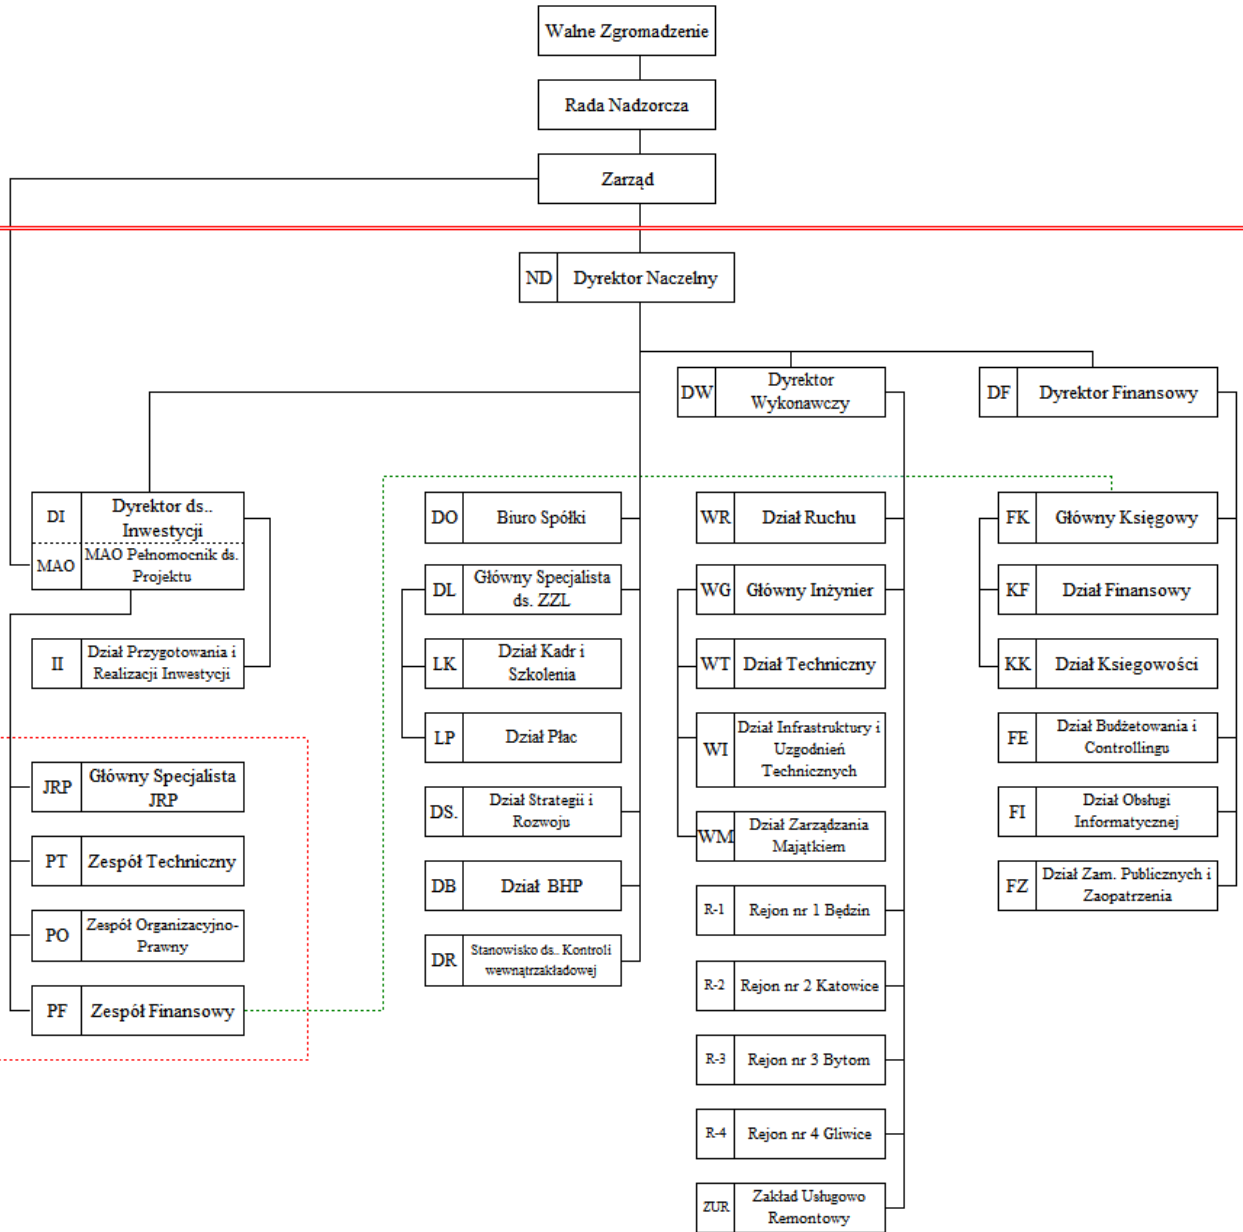 Walne Zgromadzenie
Rada Nadzorcza
Zarząd
ND Dyrektor Naczelny
DW Dyrektor
Wykonawczy
DF Dyrektor Finansowy
DI Dyrektor ds..
Inwestycji
MAO MAO Pełnomocnik ds.
Projektu
II Dział Przygotowania i
Realizacji Inwestycji
JRP Główny Specjalista
JRP
PT Zespół Techniczny
PO Zespół Organizacyjno-
Prawny
PF Zespół Finansowy
DO Biuro Spółki
DL Główny Specjalista
ds. ZZL
LK Dział Kadr i
Szkolenia
LP Dział Płac
DS. Dział Strategii i
Rozwoju
DB Dział BHP
DR Stanowisko ds.. Kontroli
wewnątrzakładowej
WR Dział Ruchu
WG Główny Inżynier
WT Dział Techniczny
WI Dział Infrastruktury i
Uzgodnień
Technicznych
WM Dział Zarządzania
Majątkiem
R-1 Rejon nr 1 Będzin
R-2 Rejon nr 2 Katowice
R-3 Rejon nr 3 Bytom
R-4 Rejon nr 4 Gliwice
ZUR Zakład Usługowo
Remontowy
FK Główny Księgowy
KF Dział Finansowy
KK Dział Ksiegowości
FE Dział Budżetowania i
Controllingu
FI Dział Obsługi
Informatycznej
FZ Dział Zam. Publicznych i
Zaopatrzenia